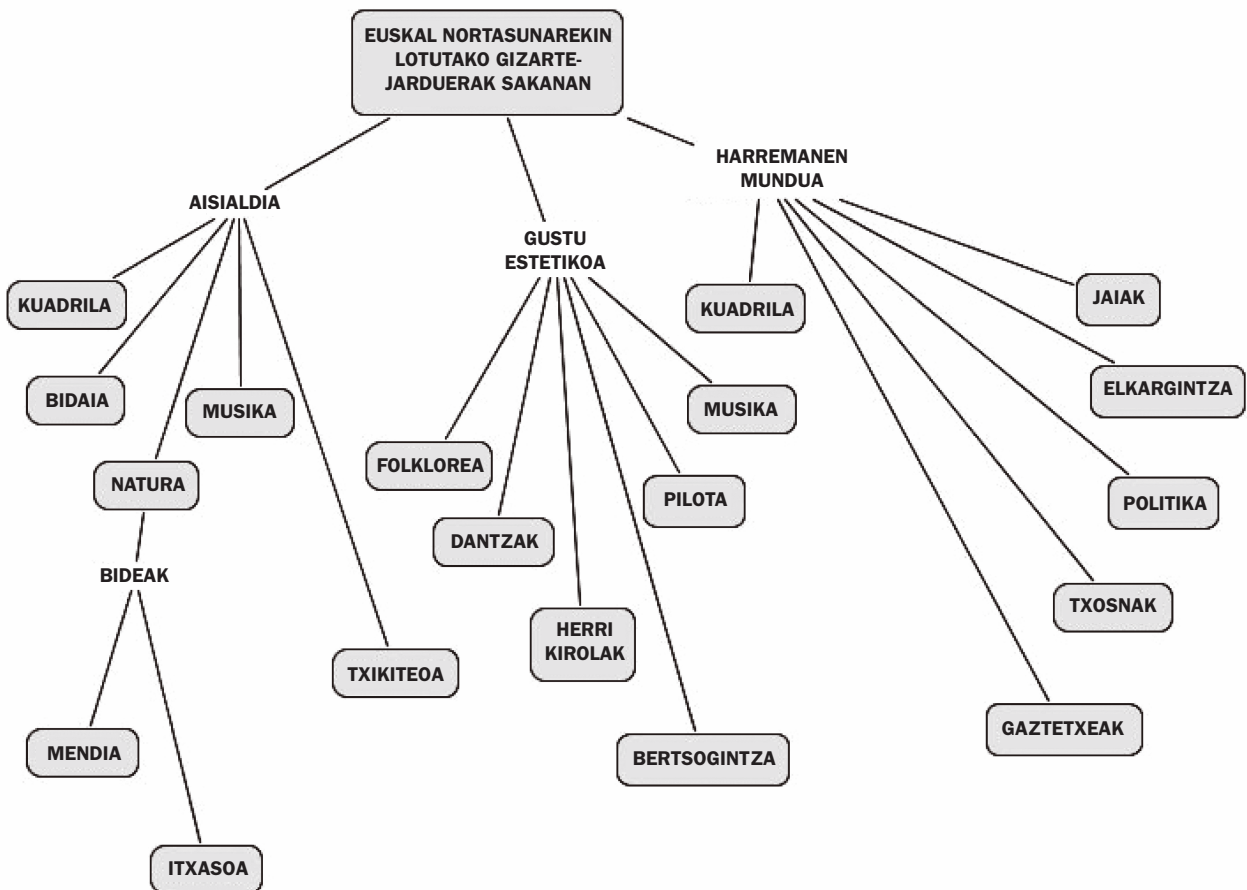 EUSKAL NORTASUNAREKIN
LOTUTAKO GIZARTE-
JARDUERAK SAKANAN
HARREMANEN
MUNDUA
AISIALDIA
GUSTU
ESTETIKOA
KUADRILA
KUADRILA
JAIAK
BIDAIA
MUSIKA
MUSIKA
ELKARGINTZA
FOLKLOREA
NATURA
PILOTA
POLITIKA
DANTZAK
BIDEAK
TXOSNAK
HERRI
KIROLAK
TXIKITEOA
GAZTETXEAK
MENDIA
BERTSOGINTZA
ITXASOA